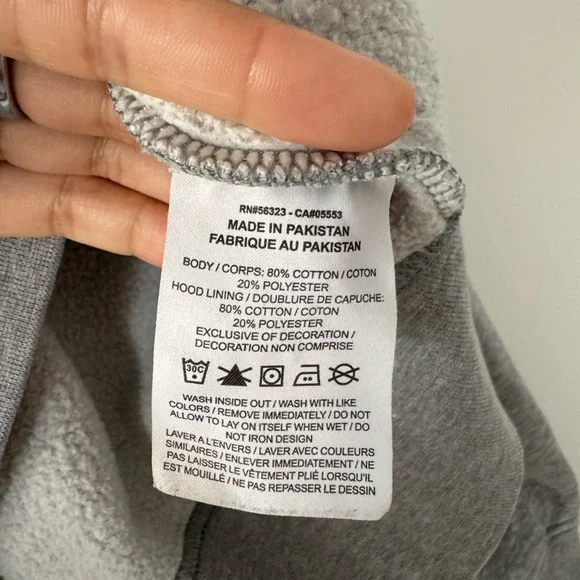 RN#56323 - CA#05553
MADE IN PAKISTAN
FABRIQUE AU PAKISTAN
BODY / CORPS: 80% COTTON / COTON
20% POLYESTER
HOOD LINING / DOUBLURE DE CAPUCHE:
80% COTTON / COTON
20% POLYESTER
EXCLUSIVE OF DECORATION /
DECORATION NON COMPRISE
30C
WASH INSIDE OUT / WASH WITH LIKE
COLORS / REMOVE IMMEDIATELY / DO NOT
ALLOW TO LAY ON ITSELF WHEN WET / DO
NOT IRON DESIGN
LAVER A L'ENVERS / LAVER AVEC COULEURS
SIMILAIRES / ENLEVER IMMEDIATEMENT / NE
PAS LAISSER LE VÊTEMENT PLIÉ LORSQU'IL
EST MOUILLÉ / NE PAS REPASSER LE DESSIN